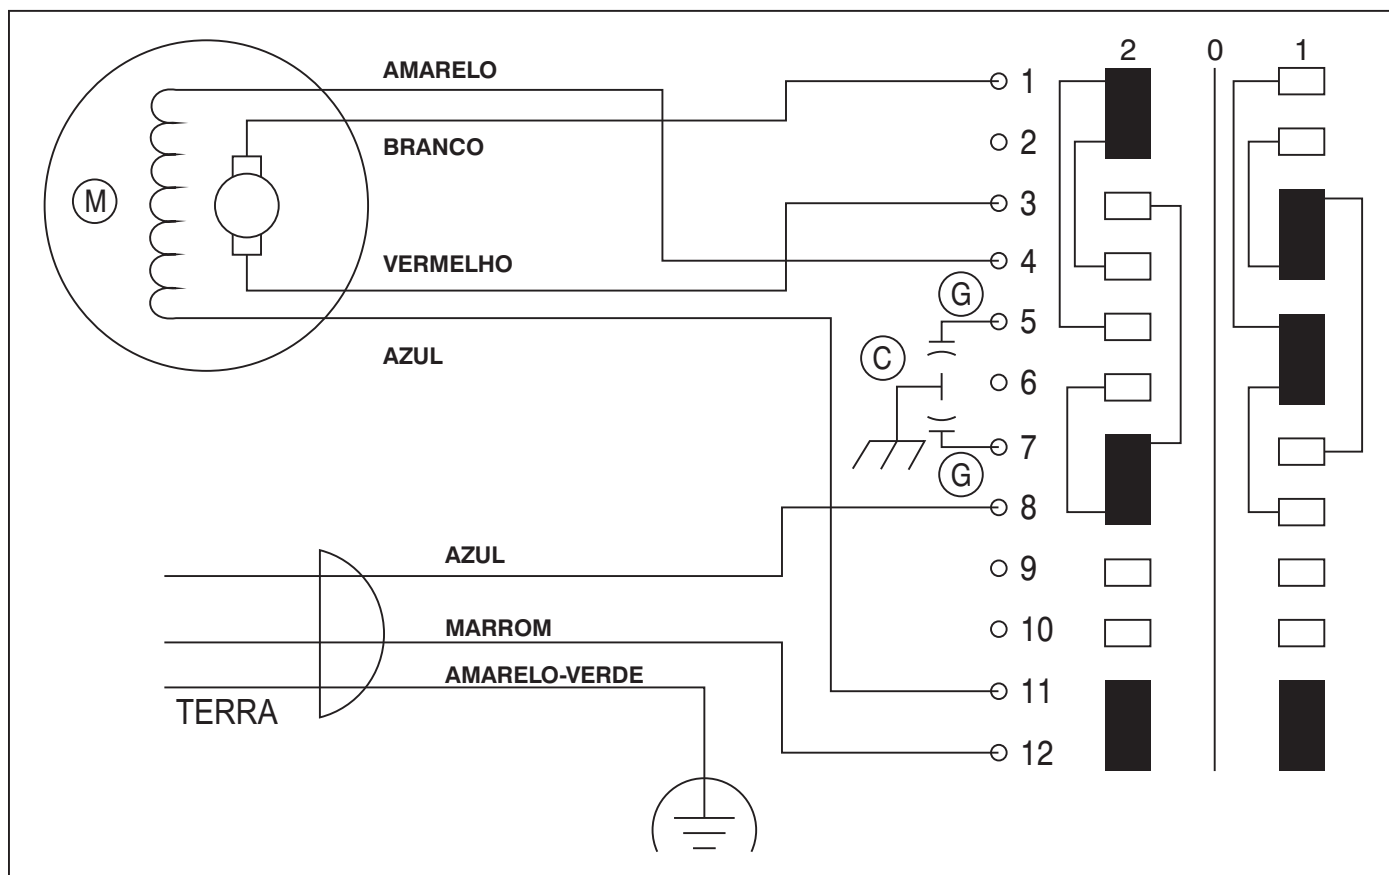 2 0 1
AMARELO
1
BRANCO
2
M
3
VERMELHO
4
G
5
AZUL
C
6
7
G
8
AZUL
9
MARROM
10
AMARELO-VERDE
11
TERRA
12